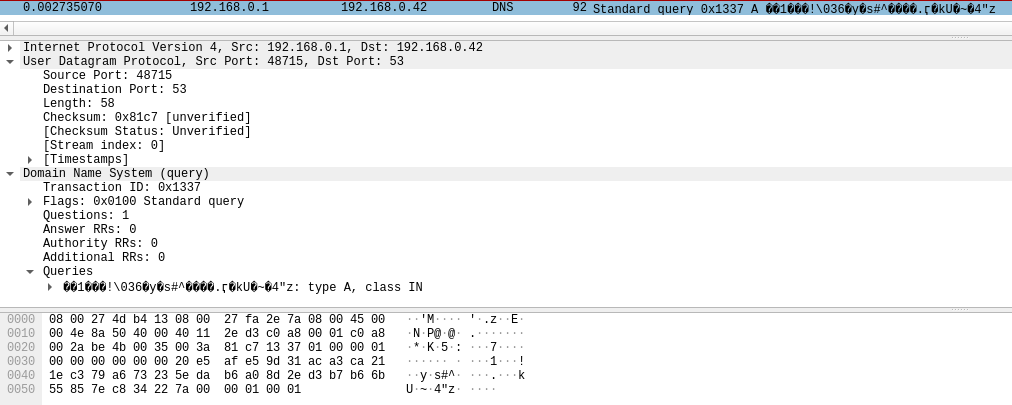 0.002735070 192.168.0.1 192.168.0.42 DNS 92 Standard query 0x1337 A ��1���!\036�y�s#^����.ӷ�kU�~�4"z
Internet Protocol Version 4, Src: 192.168.0.1, Dst: 192.168.0.42
User Datagram Protocol, Src Port: 48715, Dst Port: 53
Source Port: 48715
Destination Port: 53
Length: 58
Checksum: 0x81c7 [unverified]
[Checksum Status: Unverified]
[Stream index: 0]
[Timestamps]
Domain Name System (query)
Transaction ID: 0x1337
Flags: 0x0100 Standard query
Questions: 1
Answer RRs: 0
Authority RRs: 0
Additional RRs: 0
Queries
��1���!\036�y�s#^����.ӷ�kU�~�4"z: type A, class IN
0000 08 00 27 4d b4 13 08 00 27 fa 2e 7a 08 00 45 00 ··'M···· '·.z··E·
0010 00 4e 8a 50 40 00 40 11 2e d3 c0 a8 00 01 c0 a8 ·N·P@·@· .·······
0020 00 2a be 4b 00 35 00 3a 81 c7 13 37 01 00 00 01 ·*·K·5·: ···7····
0030 00 00 00 00 00 00 20 e5 af e5 9d 31 ac a3 ca 21 ······ · ···1···!
0040 1e c3 79 a6 73 23 5e da b6 a0 8d 2e d3 b7 b6 6b ··y·s#^· ···.···k
0050 55 85 7e c8 34 22 7a 00 00 01 00 01 U·~·4"z· ····